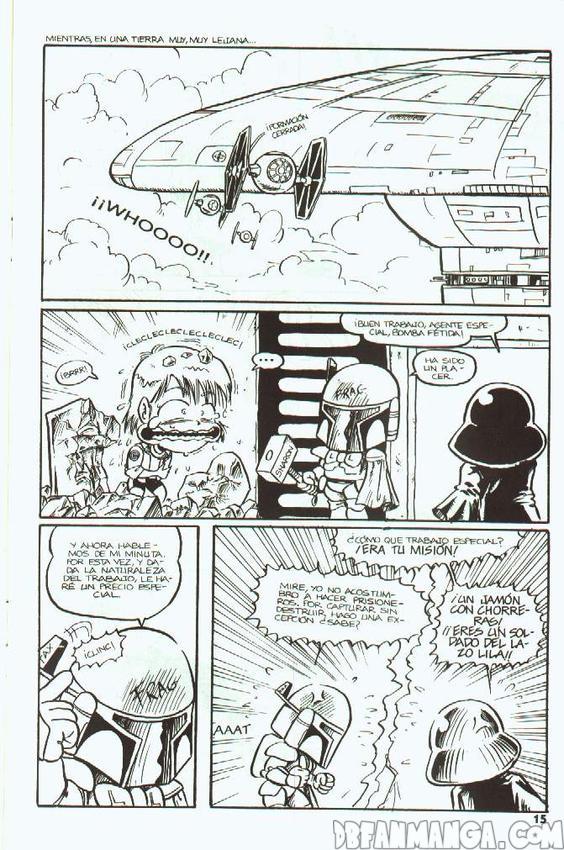 MIENTRAS, EN UNA TIERRA MUY, MUY LEJANA...
¡FORMACIÓN
CERRADA!
¡¡WHOOOO!!
¡CLECLECLECLECLECLEC!
¡BRRR!
...
¡BUEN TRABAJO, AGENTE ESPE-
CIAL, BOMBA FÉTIDA!
HA SIDO
UN PLA-
CER.
FRAG
SHARON
Y AHORA HABLE-
MOS DE MI MINUTA.
POR ESTA VEZ, Y DA-
DA LA NATURALEZA
DEL TRABAJO, LE HA-
RÉ UN PRECIO ESPE-
CIAL.
¡CLINC!
FRAG
¿CÓMO QUE TRABAJO ESPECIAL?
¡ERA TU MISIÓN!
MIRE, YO NO ACOSTUM-
BRO A HACER PRISIONE-
ROS. POR CAPTURAR SIN
DESTRUIR, HAGO UNA EX-
CEPCIÓN ¿SABE?
¡UN JAMÓN
CON CHORRE-
RAS!
¡¡ERES UN SOL-
DADO DEL LA-
ZO LILA!!
AAAT
15
DBFANMANGA.COM